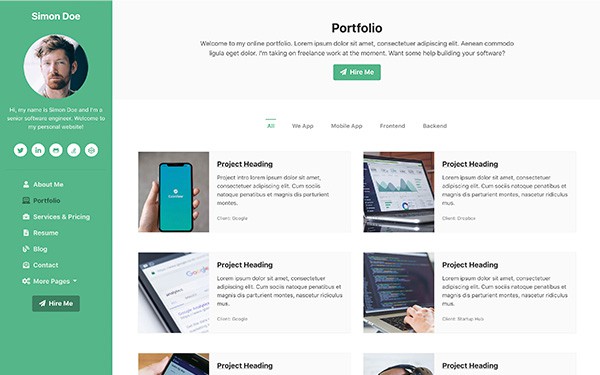 Simon Doe
Hi, my name is Simon Doe and I'm a
senior software engineer. Welcome to
my personal website!
About Me
Portfolio
Services & Pricing
Resume
Blog
Contact
More Pages
Hire Me
Portfolio
Welcome to my online portfolio. Lorem ipsum dolor sit amet, consectetuer adipiscing elit. Aenean commodo
ligula eget dolor. I'm taking on freelance work at the moment. Want some help building your software?
Hire Me
All
We App
Mobile App
Frontend
Backend
Project Heading
Project intro lorem ipsum dolor sit amet,
consectetuer adipiscing elit. Cum sociis
natoque penatibus et magnis dis parturient
montes.
Client: Google
Project Heading
Lorem ipsum dolor sit amet, consectetuer
adipiscing elit. Cum sociis natoque penatibus et
magnis dis parturient montes, nascetur ridiculus
mus.
Client: Dropbox
Project Heading
Lorem ipsum dolor sit amet, consectetuer
adipiscing elit. Cum sociis natoque penatibus et
magnis dis parturient montes, nascetur ridiculus
mus.
Client: Google
Project Heading
Lorem ipsum dolor sit amet, consectetuer
adipiscing elit. Cum sociis natoque penatibus et
magnis dis parturient montes, nascetur ridiculus
mus.
Client: Startup Hub
Project Heading
Project Heading